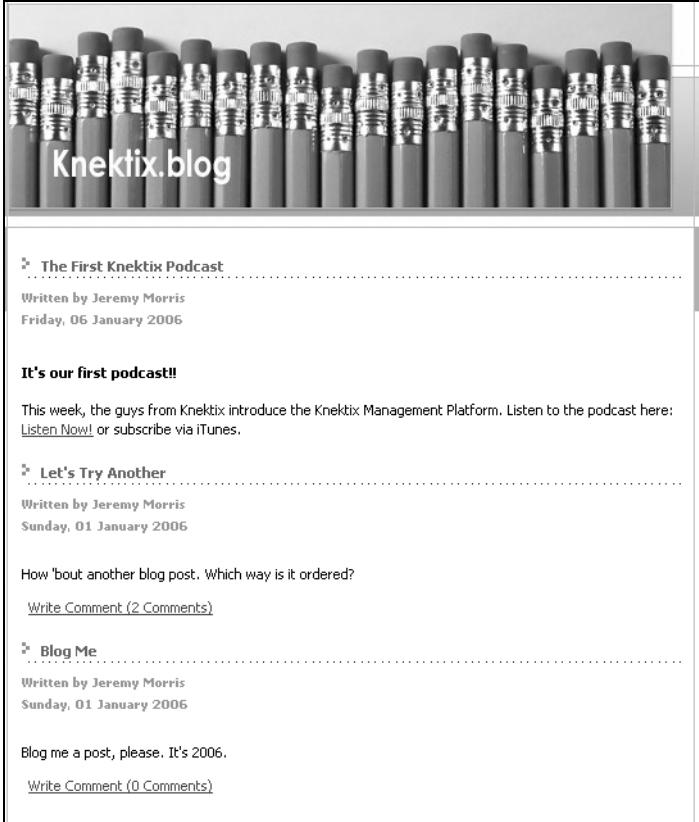 Knektix.blog
The First Knektix Podcast
Written by Jeremy Morris
Friday, 06 January 2006
It's our first podcast!!
This week, the guys from Knektix introduce the Knektix Management Platform. Listen to the podcast here:
Listen Now! or subscribe via iTunes.
Let's Try Another
Written by Jeremy Morris
Sunday, 01 January 2006
How 'bout another blog post. Which way is it ordered?
Write Comment (2 Comments)
Blog Me
Written by Jeremy Morris
Sunday, 01 January 2006
Blog me a post, please. It's 2006.
Write Comment (0 Comments)